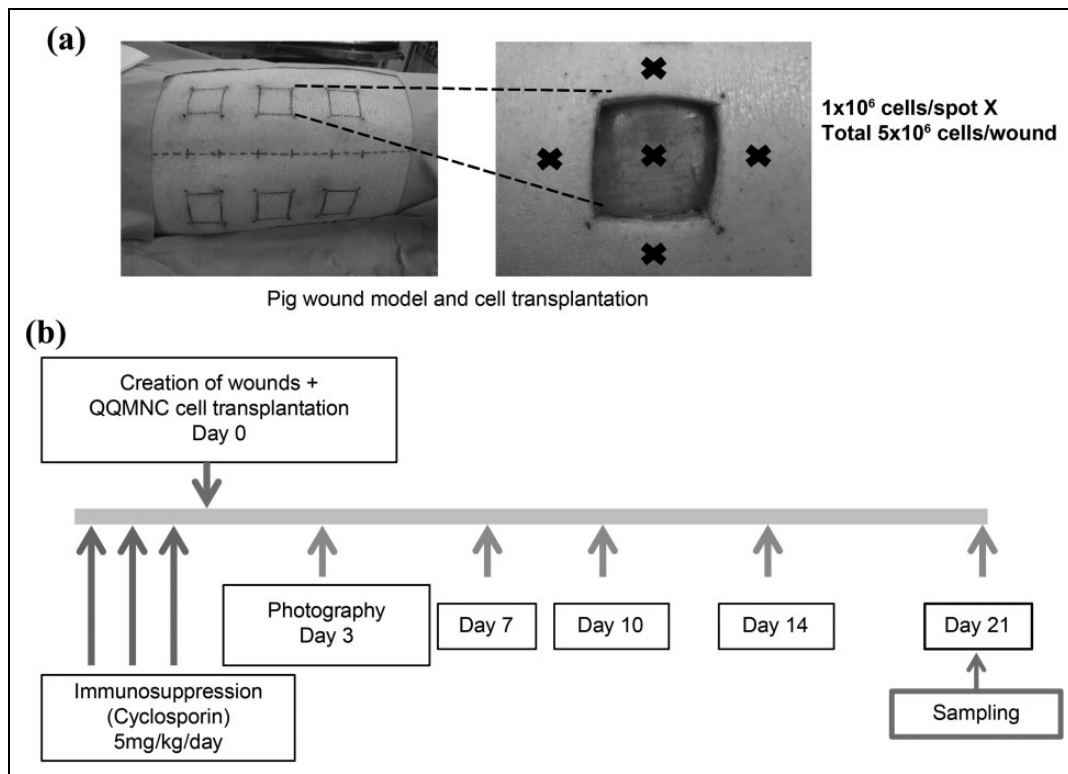 (a)
1x10⁶ cells/spot X
Total 5x10⁶ cells/wound
Pig wound model and cell transplantation
(b)
Creation of wounds +
QQMNC cell transplantation
Day 0
Photography
Day 3
Day 7
Day 10
Day 14
Day 21
Immunosuppression
(Cyclosporin)
5mg/kg/day
Sampling